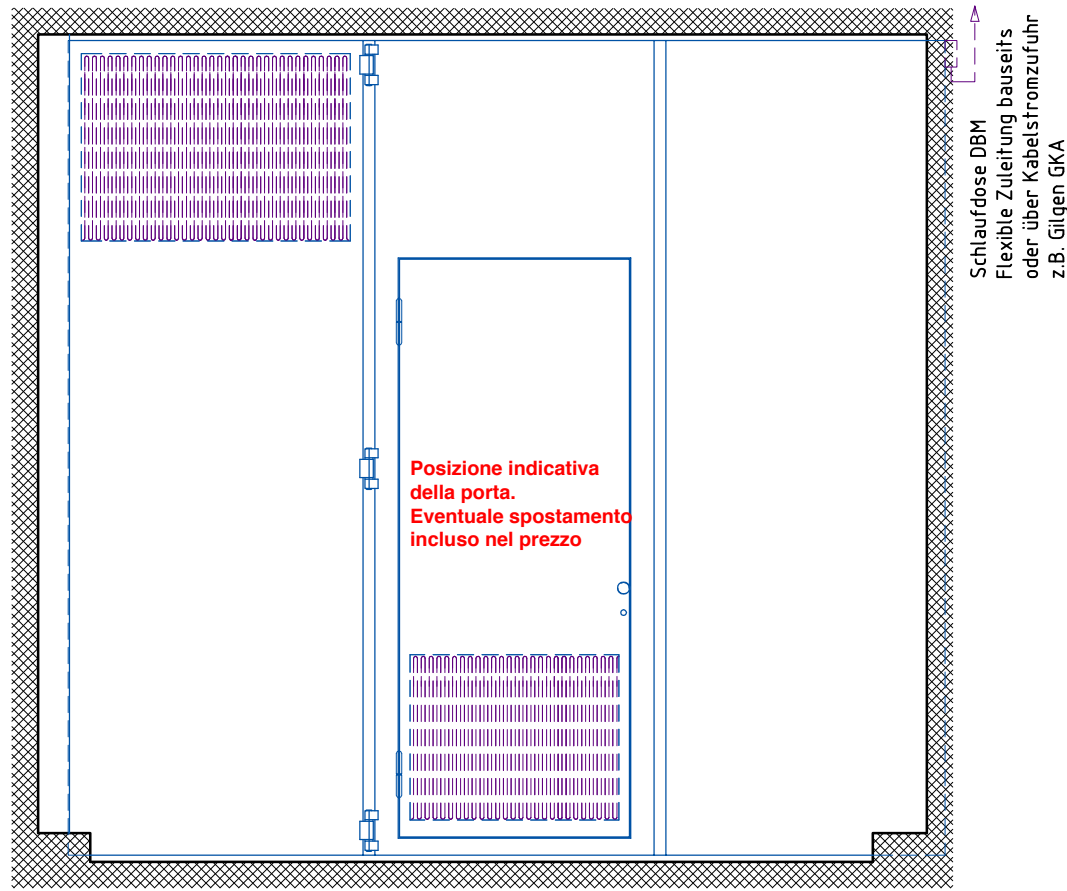 Posizione indicativa
della porta.
Eventuale spostamento
incluso nel prezzo
Schlaufdose DBM
Flexible Zuleitung bauseits
oder über Kabelstromzufuhr
z.B. Gilgen GKA